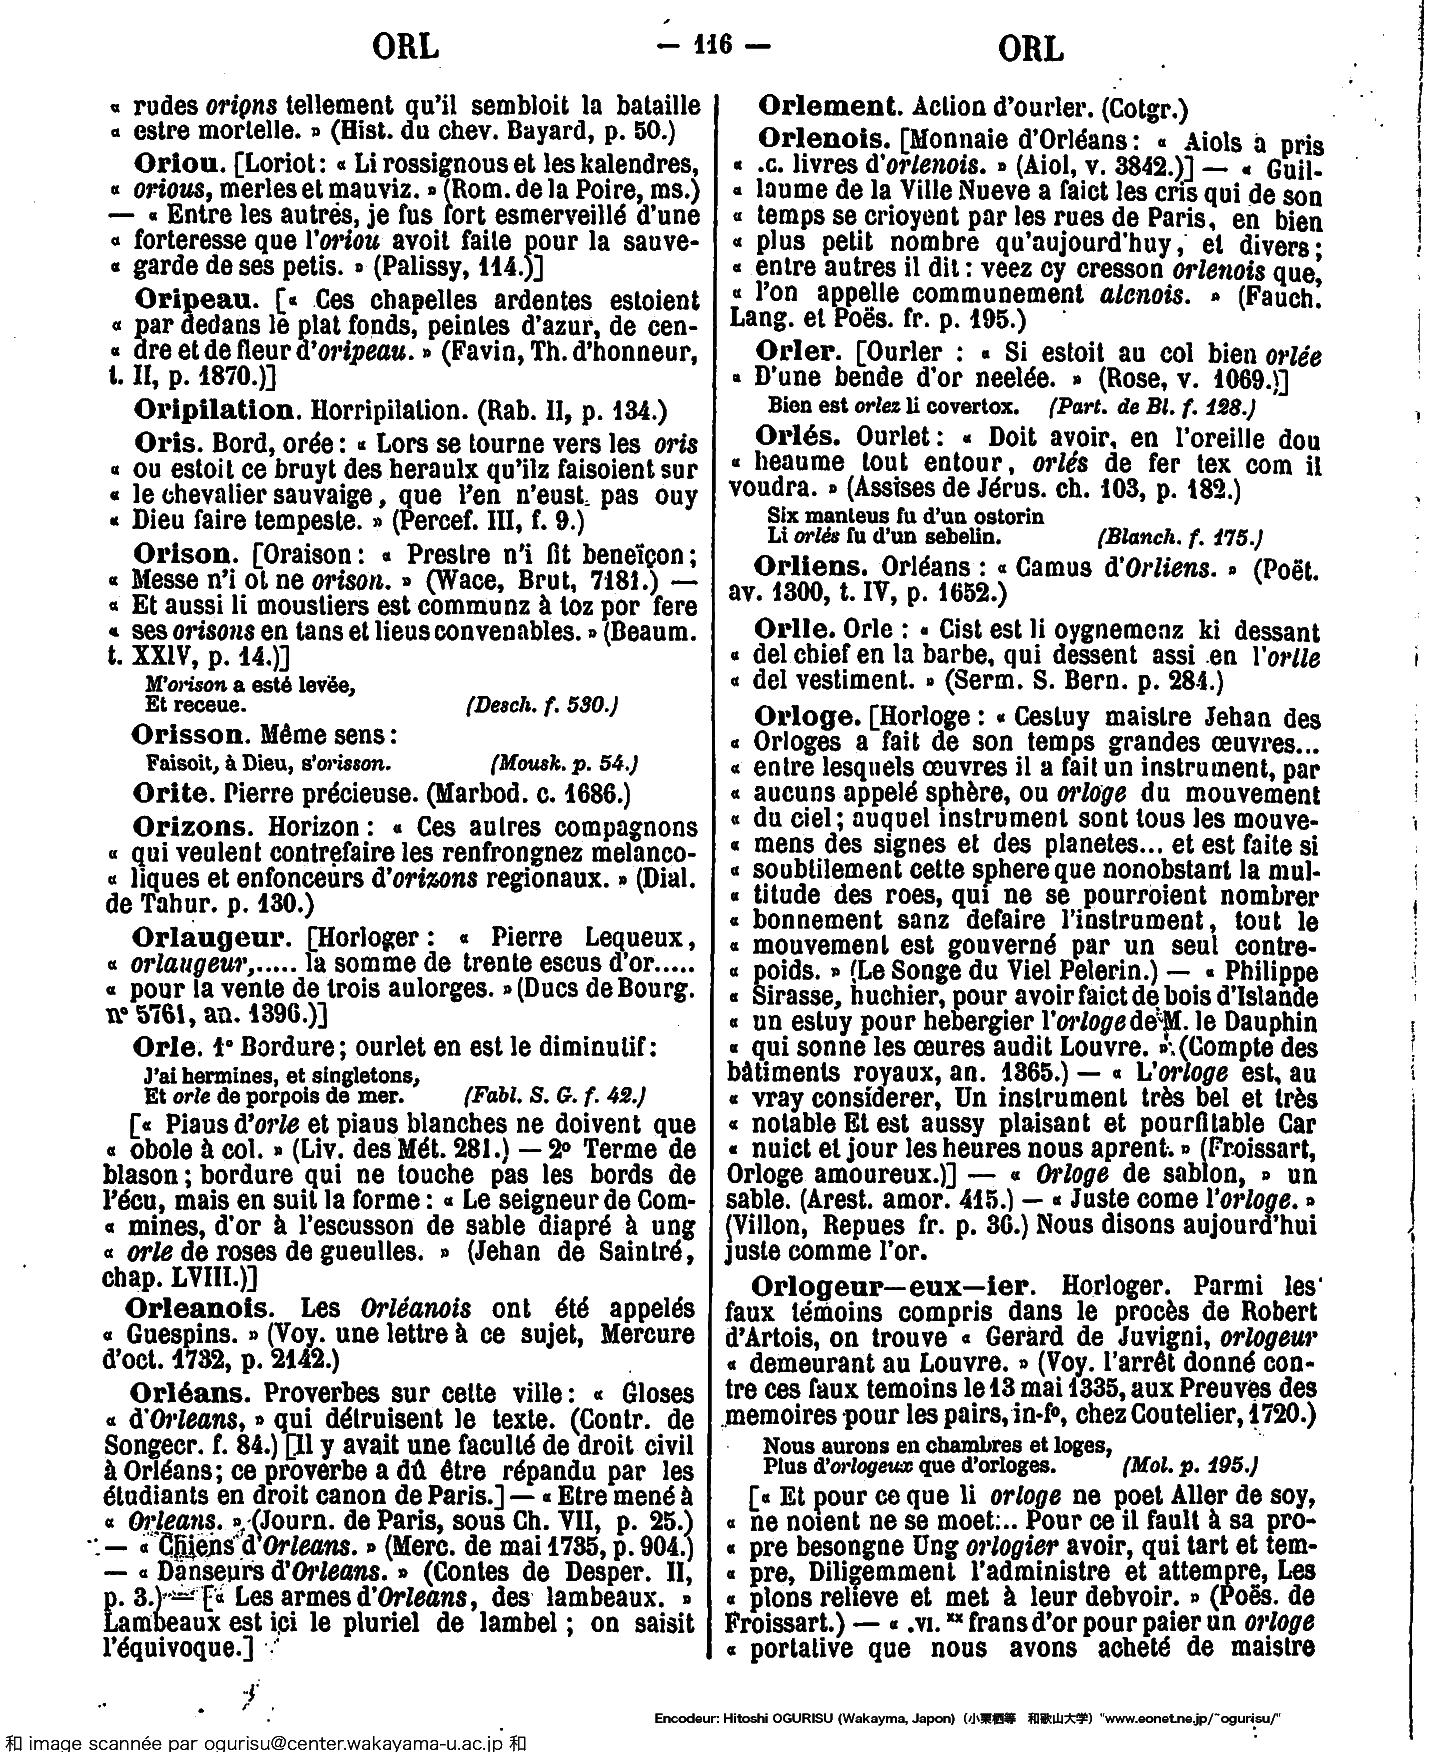 ORL
— 116 —
ORL
« rudes orions tellement qu'il sembloit la bataille
« estre mortelle. » (Hist. du chev. Bayard, p. 50.)
Oriou. [Loriot : « Li rossignous et les kalendres,
« orious, merles et mauviz. » (Rom. de la Poire, ms.)
— « Entre les autres, je fus fort esmerveillé d'une
« forteresse que l'oriou avoit faite pour la sauve-
« garde de ses petis. » (Palissy, 114.)]
Oripeau. [« Ces chapelles ardentes estoient
« par dedans le plat fonds, peintes d'azur, de cen-
« dre et de fleur d'oripeau. » (Favin, Th. d'honneur,
t. II, p. 1870.)]
Oripilation. Horripilation. (Rab. II, p. 134.)
Oris. Bord, orée : « Lors se tourne vers les oris
« ou estoit ce bruyt des heraulx qu'ilz faisoient sur
« le chevalier sauvaige, que l'en n'eust pas ouy
« Dieu faire tempeste. » (Percef. III, f. 9.)
Orison. [Oraison : « Prestre n'i fit beneïçon ;
« Messe n'i ot ne orison. » (Wace, Brut, 7181.) —
« Et aussi li moustiers est communz à toz por fere
« ses orisons en tans et lieus convenables. » (Beaum.
t. XXIV, p. 14.)]
M'orison a esté levée,
Et receue. (Desch. f. 530.)
Orisson. Même sens :
Faisoit, à Dieu, s'orisson. (Mousk. p. 54.)
Orite. Pierre précieuse. (Marbod. c. 1686.)
Orizons. Horizon : « Ces autres compagnons
« qui veulent contrefaire les renfrongnez melanco-
« liques et enfonceurs d'orizons regionaux. » (Dial.
de Tahur. p. 130.)
Orlaugeur. [Horloger : « Pierre Lequeux,
« orlaugeur,..... la somme de trente escus d'or.....
« pour la vente de trois aulorges. » (Ducs de Bourg.
n° 5761, an. 1396.)]
Orle. 1° Bordure ; ourlet en est le diminutif :
J'ai hermines, et singletons,
Et orle de porpois de mer. (Fabl. S. G. f. 42.)
[« Piaus d'orle et piaus blanches ne doivent que
« obole à col. » (Liv. des Mét. 281.) — 2° Terme de
blason ; bordure qui ne touche pas les bords de
l'écu, mais en suit la forme : « Le seigneur de Com-
« mines, d'or à l'escusson de sable diapré à ung
« orle de roses de gueulles. » (Jehan de Saintré,
chap. LVIII.)]
Orleanois. Les Orléanois ont été appelés
« Guespins. » (Voy. une lettre à ce sujet, Mercure
d'oct. 1732, p. 2142.)
Orléans. Proverbes sur cette ville : « Gloses
« d'Orleans, » qui détruisent le texte. (Contr. de
Songecr. f. 84.) [Il y avait une faculté de droit civil
à Orléans ; ce proverbe a dû être répandu par les
étudiants en droit canon de Paris.] — « Etre mené à
« Orleans. » (Journ. de Paris, sous Ch. VII, p. 25.)
— « Chiens d'Orleans. » (Merc. de mai 1735, p. 904.)
— « Danseurs d'Orleans. » (Contes de Desper. II,
p. 3.) — [« Les armes d'Orleans, des lambeaux. »
Lambeaux est ici le pluriel de lambel ; on saisit
l'équivoque.]
Orlement. Action d'ourler. (Cotgr.)
Orlenois. [Monnaie d'Orléans : « Aiols a pris
« .c. livres d'orlenois. » (Aiol, v. 3842.)] — « Guil-
« laume de la Ville Nueve a faict les cris qui de son
« temps se crioyent par les rues de Paris, en bien
« plus petit nombre qu'aujourd'huy, et divers ;
« entre autres il dit : veez cy cresson orlenois que,
« l'on appelle communement alenois. » (Fauch.
Lang. et Poës. fr. p. 195.)
Orler. [Ourler : « Si estoit au col bien orlée
« D'une bende d'or neelée. » (Rose, v. 1069.)]
Bien est orlez li covertox. (Part. de Bl. f. 128.)
Orlés. Ourlet : « Doit avoir, en l'oreille dou
« heaume tout entour, orlés de fer tex com il
voudra. » (Assises de Jérus. ch. 103, p. 182.)
Six manteus fu d'un ostorin
Li orlés fu d'un sebelin. (Blanch. f. 175.)
Orliens. Orléans : « Camus d'Orliens. » (Poët.
av. 1300, t. IV, p. 1652.)
Orlle. Orle : « Cist est li oygnemenz ki dessant
« del chief en la barbe, qui dessent assi en l'orlle
« del vestiment. » (Serm. S. Bern. p. 284.)
Orloge. [Horloge : « Cestuy maistre Jehan des
« Orloges a fait de son temps grandes œuvres...
« entre lesquels œuvres il a fait un instrument, par
« aucuns appelé sphère, ou orloge du mouvement
« du ciel ; auquel instrument sont tous les mouve-
« mens des signes et des planetes... et est faite si
« soubtilement cette sphere que nonobstant la mul-
« titude des roes, qui ne se pourroient nombrer
« bonnement sanz defaire l'instrument, tout le
« mouvement est gouverné par un seul contre-
« poids. » (Le Songe du Viel Pelerin.) — « Philippe
« Sirasse, huchier, pour avoir faict de bois d'Islande
« un estuy pour hebergier l'orloge de M. le Dauphin
« qui sonne les œures audit Louvre. » (Compte des
bâtiments royaux, an. 1365.) — « L'orloge est, au
« vray considerer, Un instrument très bel et très
« notable Et est aussy plaisant et pourfitable Car
« nuict et jour les heures nous aprent. » (Froissart,
Orloge amoureux.)] — « Orloge de sablon, » un
sable. (Arest. amor. 415.) — « Juste come l'orloge. »
(Villon, Repues fr. p. 36.) Nous disons aujourd'hui
juste comme l'or.
Orlogeur—eux—ier. Horloger. Parmi les
faux témoins compris dans le procès de Robert
d'Artois, on trouve « Gerard de Juvigni, orlogeur
« demeurant au Louvre. » (Voy. l'arrêt donné con-
tre ces faux temoins le 13 mai 1335, aux Preuves des
memoires pour les pairs, in-f°, chez Coutelier, 1720.)
Nous aurons en chambres et loges,
Plus d'orlogeux que d'orloges. (Mol. p. 195.)
[« Et pour ce que li orloge ne poet Aller de soy,
« ne noient ne se moet... Pour ce il fault à sa pro-
« pre besongne Ung orlogier avoir, qui tart et tem-
« pre, Diligemment l'administre et attempre, Les
« plons relieve et met à leur debvoir. » (Poës. de
Froissart.) — « .VI. XX frans d'or pour paier un orloge
« portative que nous avons acheté de maistre
Encodeur: Hitoshi OGURISU (Wakayma, Japon) (小栗栖等 和歌山大学) "www.eonet.ne.jp/~ogurisu/"
和 image scannée par ogurisu@center.wakayama-u.ac.jp 和